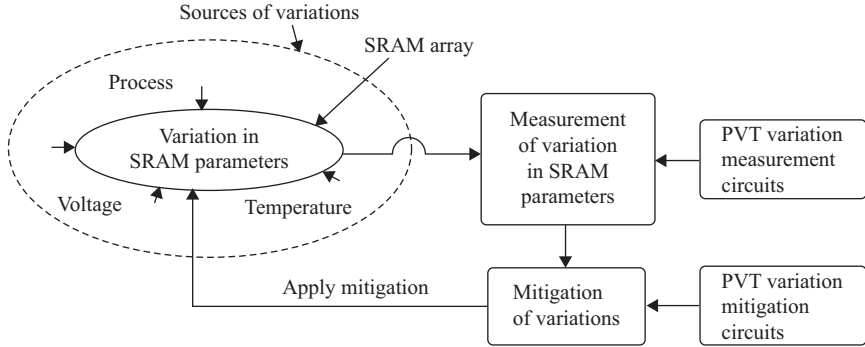 Sources of variations
SRAM array
Process
Variation in
SRAM parameters
Voltage
Temperature
Measurement
of variation
in SRAM
parameters
PVT variation
measurement
circuits
Apply mitigation
Mitigation
of variations
PVT variation
mitigation
circuits